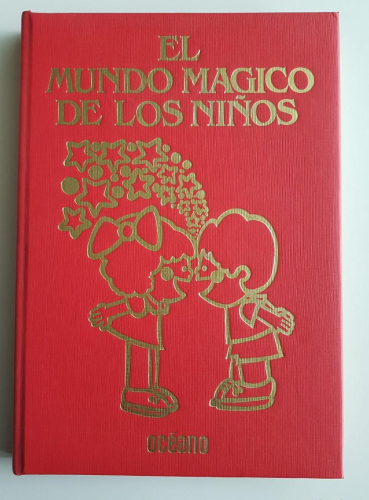 EL
MUNDO MAGICO
DE LOS NIÑOS
océano